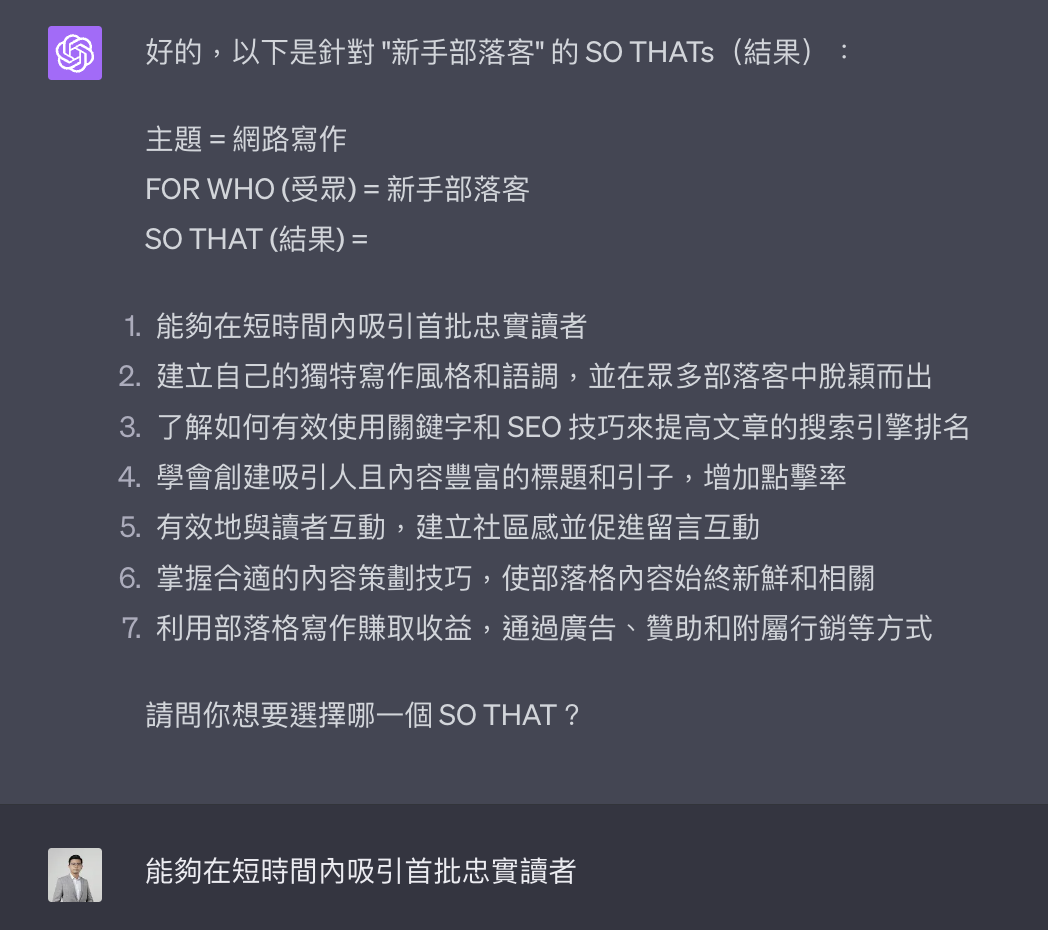 好的，以下是針對 "新手部落客" 的 SO THATs（結果）：
主題 = 網路寫作
FOR WHO (受眾) = 新手部落客
SO THAT (結果) =
1. 能夠在短時間內吸引首批忠實讀者
2. 建立自己的獨特寫作風格和語調，並在眾多部落客中脫穎而出
3. 了解如何有效使用關鍵字和 SEO 技巧來提高文章的搜索引擎排名
4. 學會創建吸引人且內容豐富的標題和引子，增加點擊率
5. 有效地與讀者互動，建立社區感並促進留言互動
6. 掌握合適的內容策劃技巧，使部落格內容始終新鮮和相關
7. 利用部落格寫作賺取收益，通過廣告、贊助和附屬行銷等方式
請問你想要選擇哪一個 SO THAT？
能夠在短時間內吸引首批忠實讀者